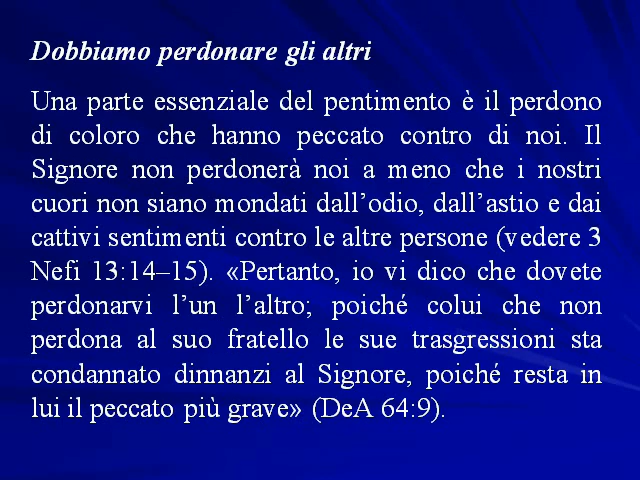 Dobbiamo perdonare gli altri
Una parte essenziale del pentimento è il perdono
di coloro che hanno peccato contro di noi. Il
Signore non perdonerà noi a meno che i nostri
cuori non siano mondati dall’odio, dall’astio e dai
cattivi sentimenti contro le altre persone (vedere 3
Nefi 13:14–15). «Pertanto, io vi dico che dovete
perdonarvi l’un l’altro; poiché colui che non
perdona al suo fratello le sue trasgressioni sta
condannato dinnanzi al Signore, poiché resta in
lui il peccato più grave» (DeA 64:9).